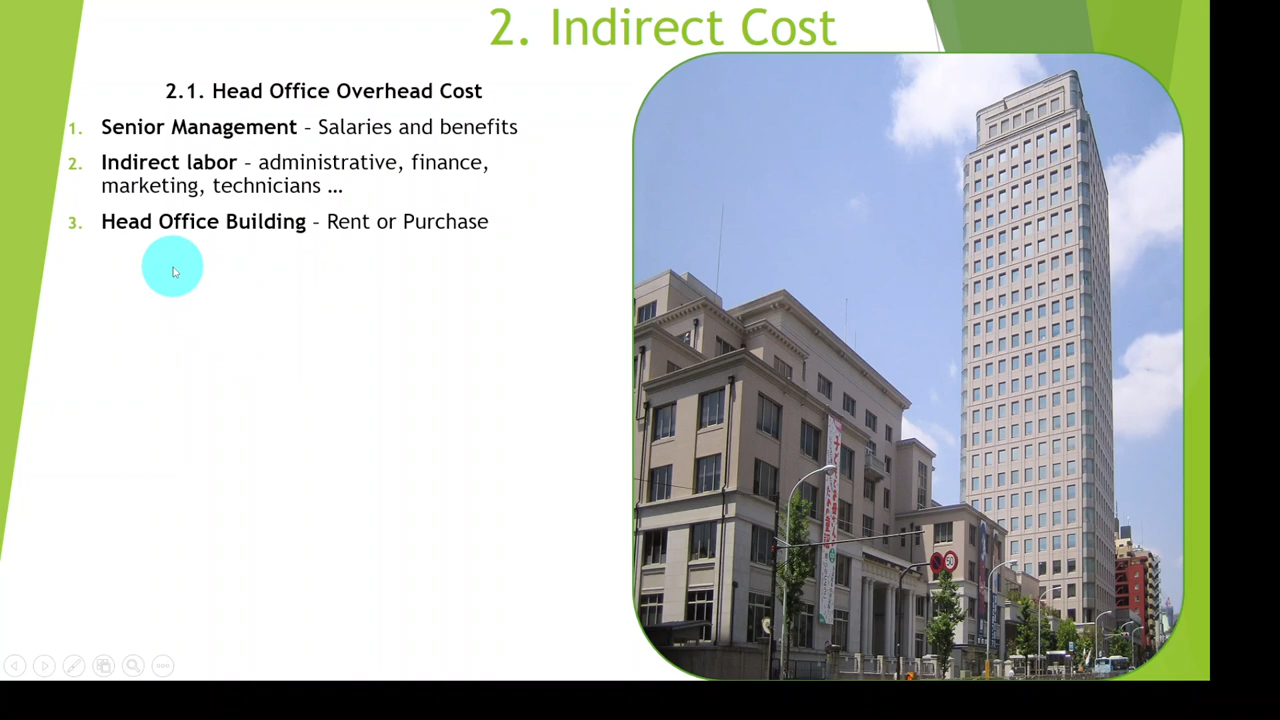 2. Indirect Cost
2.1. Head Office Overhead Cost
1. Senior Management – Salaries and benefits
2. Indirect labor – administrative, finance,
marketing, technicians …
3. Head Office Building – Rent or Purchase
50